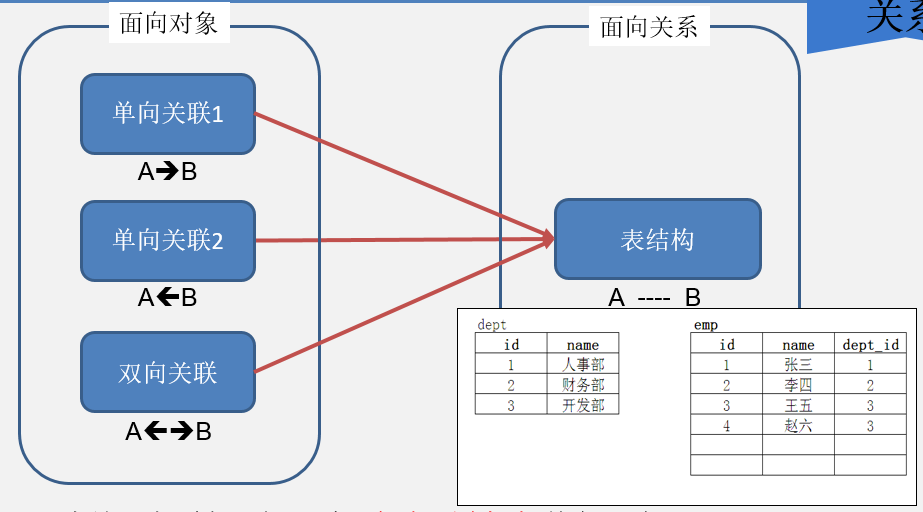 面向对象
单向关联1
A➔B
单向关联2
A🡸B
双向关联
A🡸➔B
面向关系
表结构
A ---- B
dept
id name
1 人事部
2 财务部
3 开发部
emp
id name dept_id
1 张三 1
2 李四 2
3 王五 3
4 赵六 3